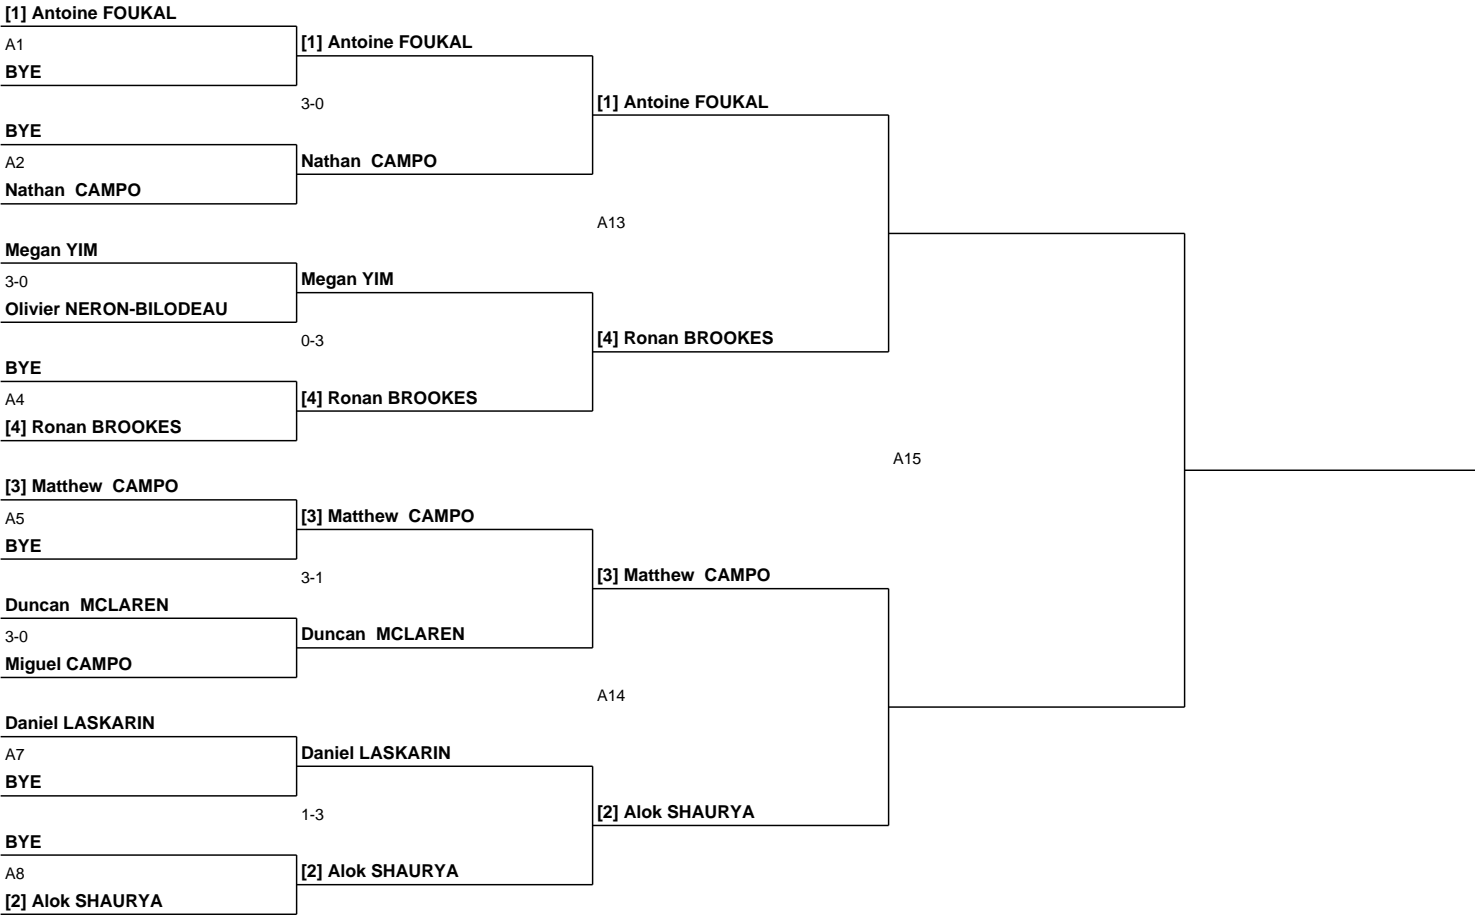 [1] Antoine FOUKAL
A1
BYE
BYE
A2
Nathan CAMPO
Megan YIM
3-0
Olivier NERON-BILODEAU
BYE
A4
[4] Ronan BROOKES
[3] Matthew CAMPO
A5
BYE
Duncan MCLAREN
3-0
Miguel CAMPO
Daniel LASKARIN
A7
BYE
BYE
A8
[2] Alok SHAURYA
[1] Antoine FOUKAL
3-0
Nathan CAMPO
Megan YIM
0-3
[4] Ronan BROOKES
[3] Matthew CAMPO
3-1
Duncan MCLAREN
Daniel LASKARIN
1-3
[2] Alok SHAURYA
[1] Antoine FOUKAL
A13
[4] Ronan BROOKES
[3] Matthew CAMPO
A14
[2] Alok SHAURYA
A15